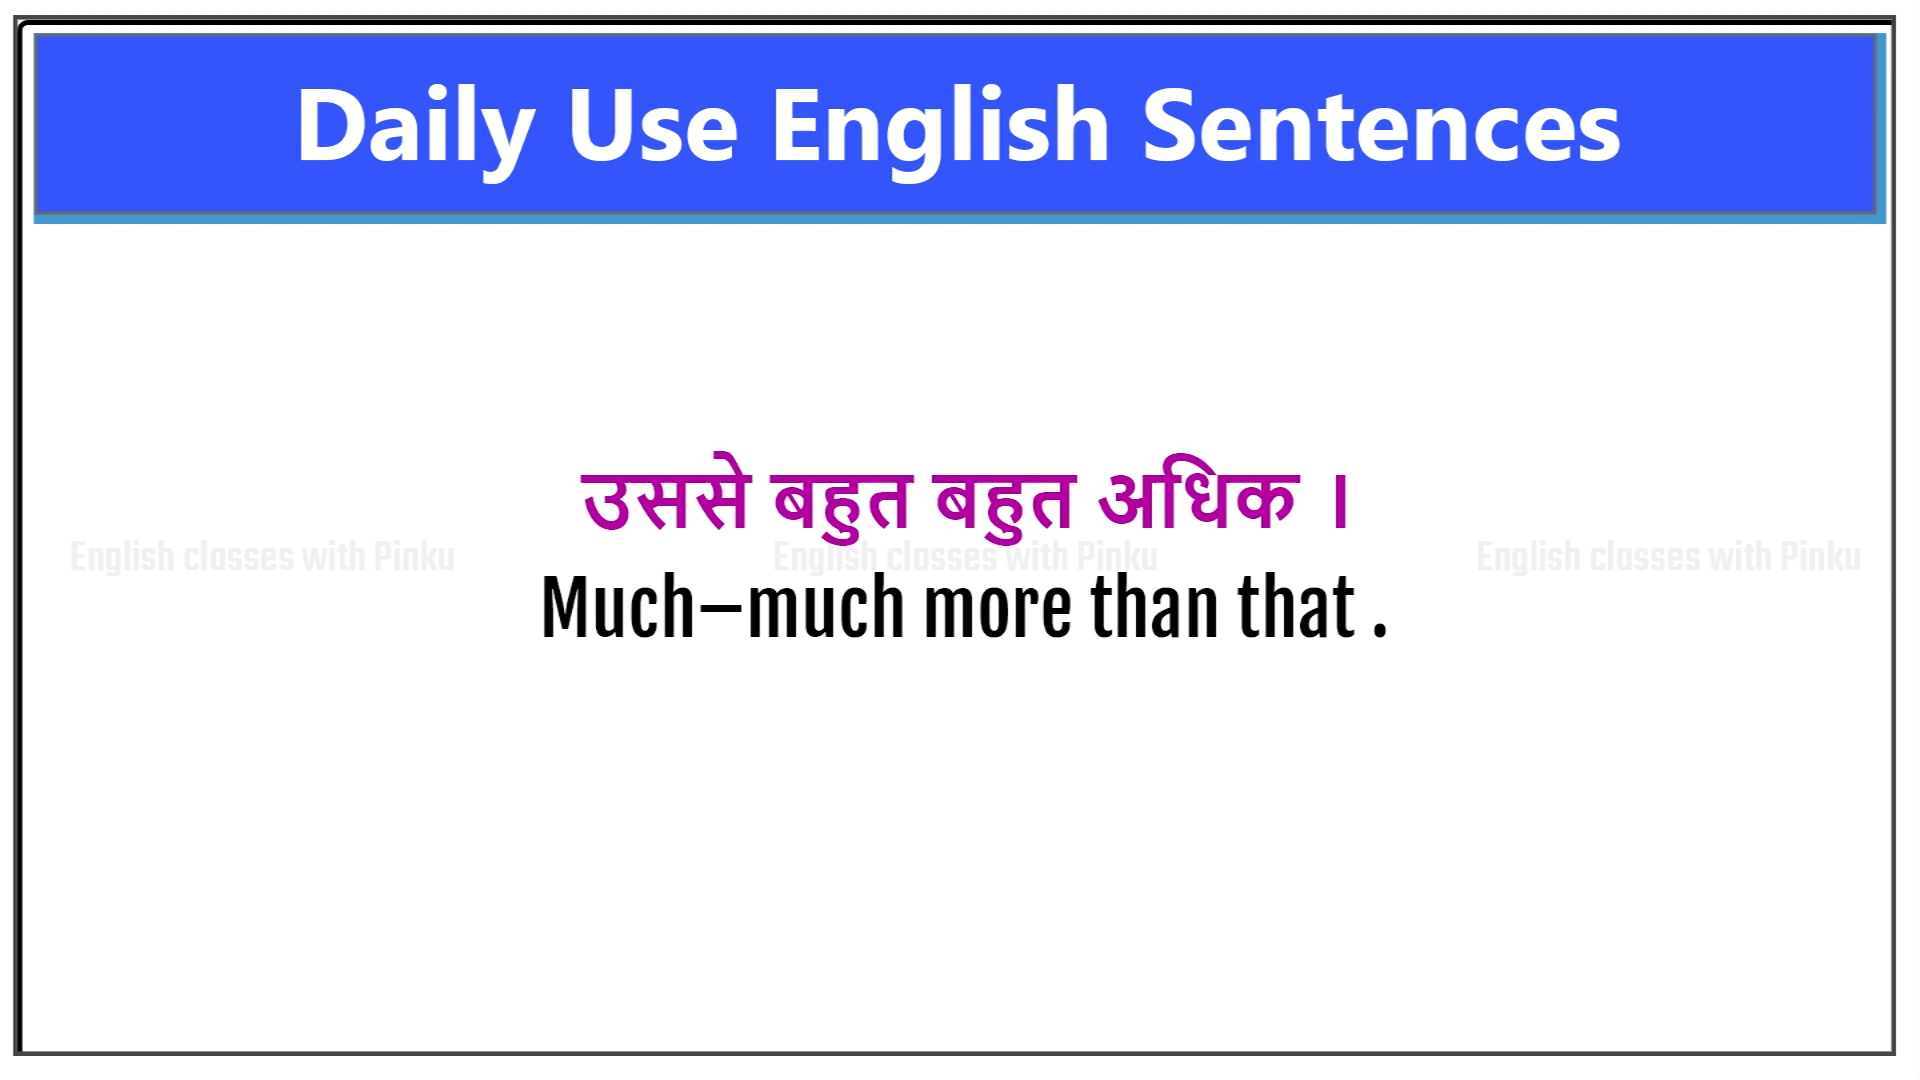 Daily Use English Sentences
उससे बहुत बहुत अधिक ।
English classes with Pinku English classes with Pinku English classes with Pinku
Much–much more than that .